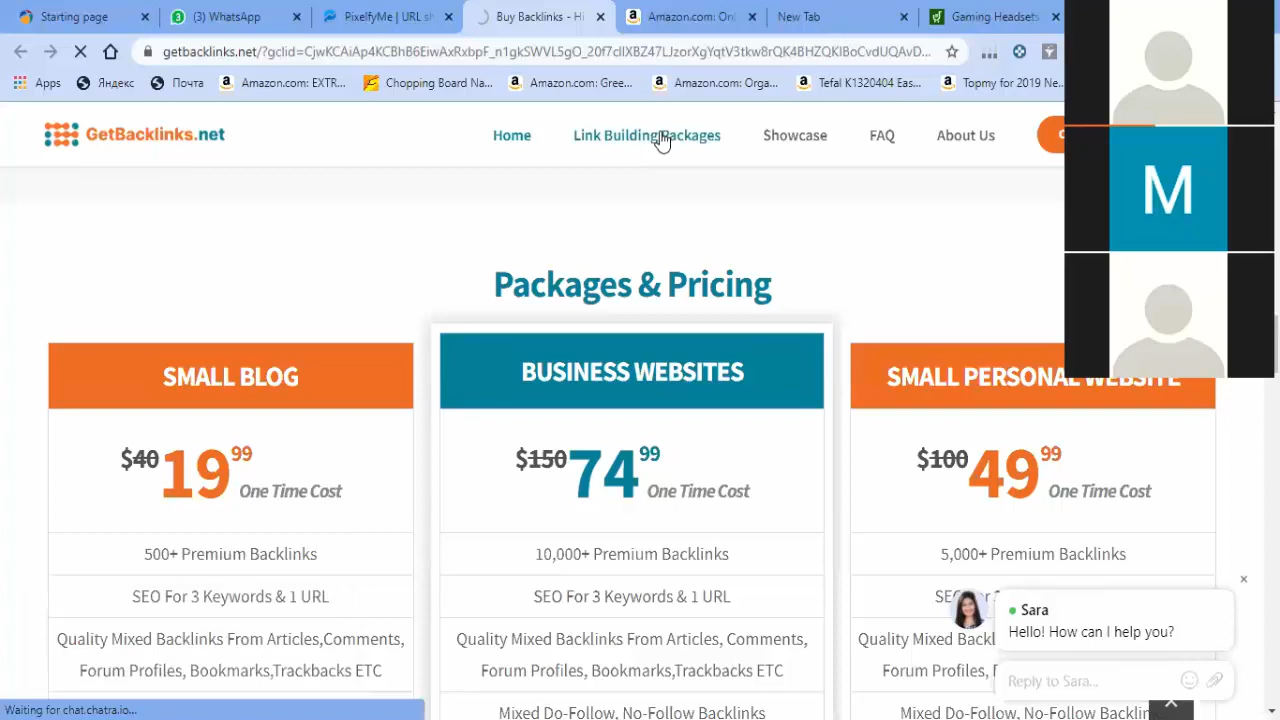 Starting page
(3) WhatsApp
PixelfyMe | URL sh
Buy Backlinks - Hi
Amazon.com: Onl
New Tab
Gaming Headsets
getbacklinks.net/?gclid=CjwKCAiAp4KCBhB6EiwAxRxbpF_n1gkSWVL5gO_20f7clIXBZ47LJzorXgYqtV3tkw8rQK4BHZQKIBoCvdUQAvD...
Apps
Яндекс
Почта
Amazon.com: EXTR...
Chopping Board Na...
Amazon.com: Gree...
Amazon.com: Orga...
Tefal K1320404 Eas...
Topmy for 2019 Ne...
GetBacklinks.net
Home
Link Building Packages
Showcase
FAQ
About Us
M
Packages & Pricing
SMALL BLOG
$40 19 99 One Time Cost
500+ Premium Backlinks
SEO For 3 Keywords & 1 URL
Quality Mixed Backlinks From Articles,Comments,
Forum Profiles, Bookmarks,Trackbacks ETC
BUSINESS WEBSITES
$150 74 99 One Time Cost
10,000+ Premium Backlinks
SEO For 3 Keywords & 1 URL
Quality Mixed Backlinks From Articles, Comments,
Forum Profiles, Bookmarks,Trackbacks ETC
Mixed Do-Follow, No-Follow Backlinks
SMALL PERSONAL WEBSITE
$100 49 99 One Time Cost
5,000+ Premium Backlinks
Quality Mixed
Forum Profiles,
Mixed Do-Follow, No-Follow
Sara
Hello! How can I help you?
Reply to Sara...
Waiting for chat.chatra.io...